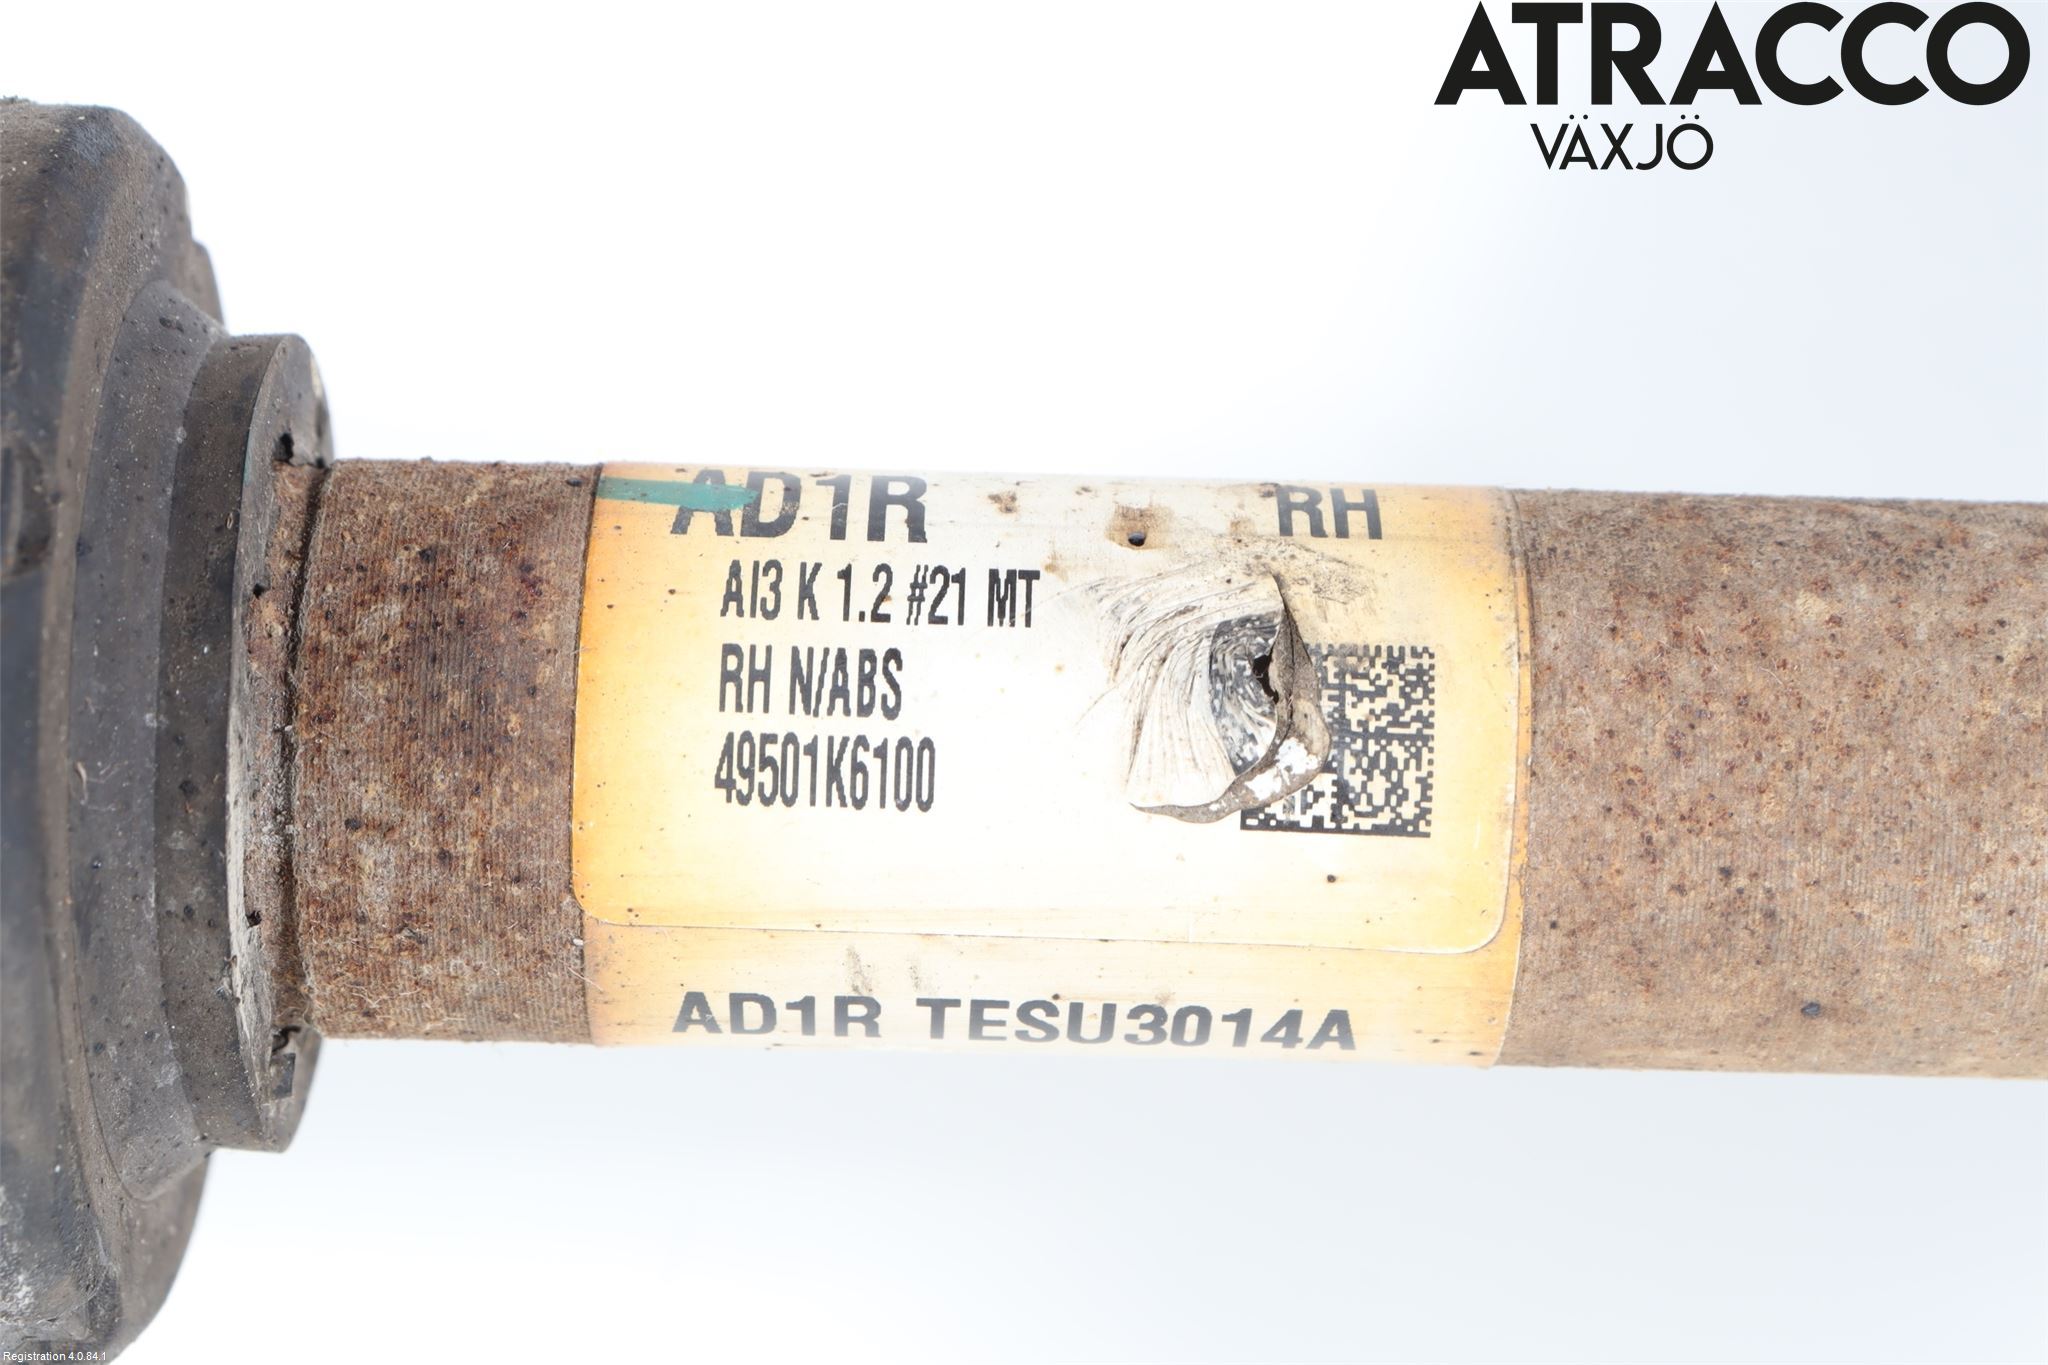 ATRACCO
VÄXJÖ
AD1R RH
AI3 K 1.2 #21 MT
RH N/ABS
49501K6100
AD1R TESU3014A
Registration 4.0.84.1